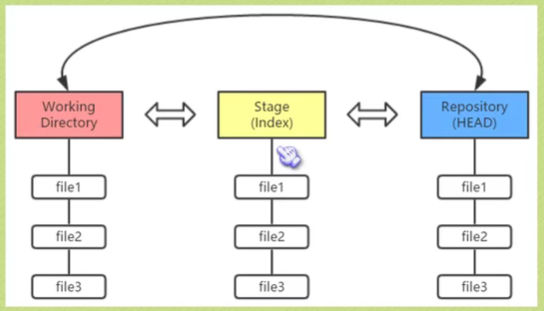 Working
Directory
Stage
(Index)
Repository
(HEAD)
file1
file1
file1
file2
file2
file2
file3
file3
file3